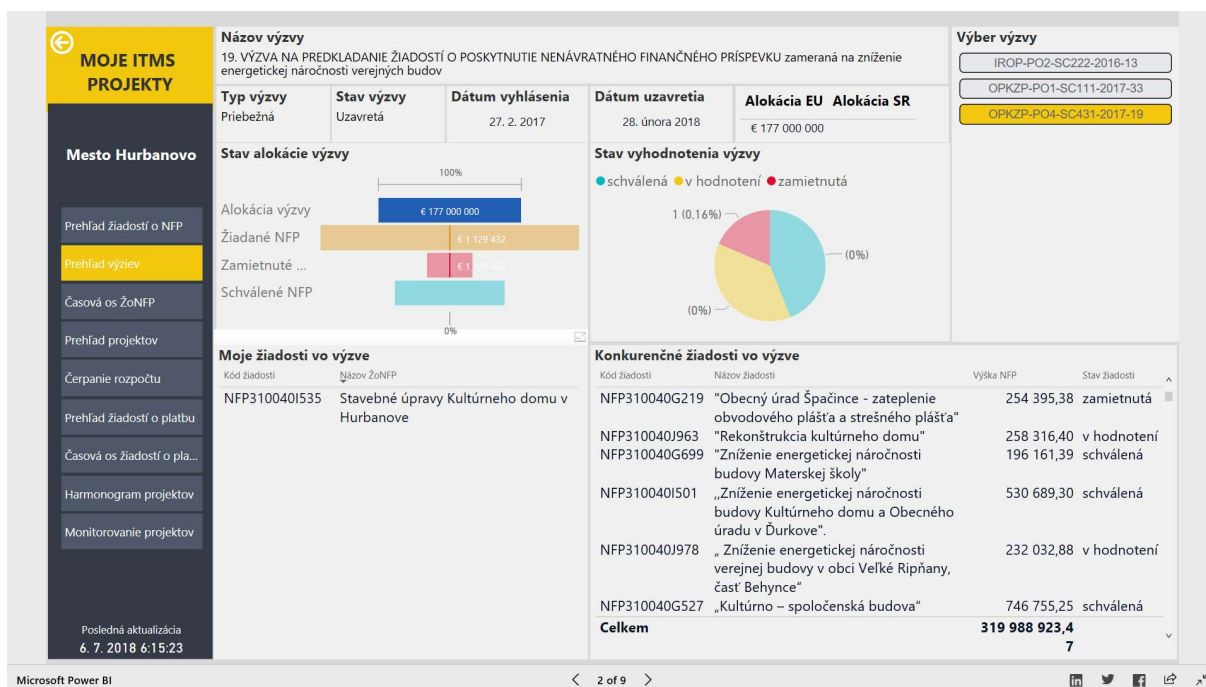 MOJE ITMS
PROJEKTY
Mesto Hurbanovo
Prehľad žiadostí o NFP
Prehľad výziev
Časová os ŽoNFP
Prehľad projektov
Čerpanie rozpočtu
Prehľad žiadostí o platbu
Časová os žiadostí o pla...
Harmonogram projektov
Monitorovanie projektov
Posledná aktualizácia
6. 7. 2018 6:15:23
Názov výzvy
19. VÝZVA NA PREDKLADANIE ŽIADOSTÍ O POSKYTNUTIE NENÁVRATNÉHO FINANČNÉHO PRÍSPEVKU zameraná na zníženie
energetickej náročnosti verejných budov
Typ výzvy
Priebežná
Stav výzvy
Uzavretá
Dátum vyhlásenia
27. 2. 2017
Dátum uzavretia
28. února 2018
Alokácia EU Alokácia SR
€ 177 000 000
Výber výzvy
IROP-PO2-SC222-2016-13
OPKZP-PO1-SC111-2017-33
OPKZP-PO4-SC431-2017-19
Stav alokácie výzvy
100%
Alokácia výzvy € 177 000 000
Žiadané NFP € 1 129 432
Zamietnuté ... € 1 129 432
Schválené NFP
0%
Stav vyhodnotenia výzvy
schválená v hodnotení zamietnutá
1 (0,16%)
(0%)
(0%)
Moje žiadosti vo výzve
Kód žiadosti Názov ŽoNFP
NFP310040I535 Stavebné úpravy Kultúrneho domu v
Hurbanove
Konkurenčné žiadosti vo výzve
Kód žiadosti Názov žiadosti Výška NFP Stav žiadosti
NFP310040G219 "Obecný úrad Špačince - zateplenie 254 395,38 zamietnutá
obvodového plášťa a strešného plášťa"
NFP310040J963 "Rekonštrukcia kultúrneho domu" 258 316,40 v hodnotení
NFP310040G699 "Zníženie energetickej náročnosti 196 161,39 schválená
budovy Materskej školy"
NFP310040I501 „Zníženie energetickej náročnosti 530 689,30 schválená
budovy Kultúrneho domu a Obecného
úradu v Ďurkove".
NFP310040J978 „ Zníženie energetickej náročnosti 232 032,88 v hodnotení
verejnej budovy v obci Veľké Ripňany,
časť Behynce“
NFP310040G527 „Kultúrno – spoločenská budova“ 746 755,25 schválená
Celkem 319 988 923,4
7
Microsoft Power BI
2 of 9